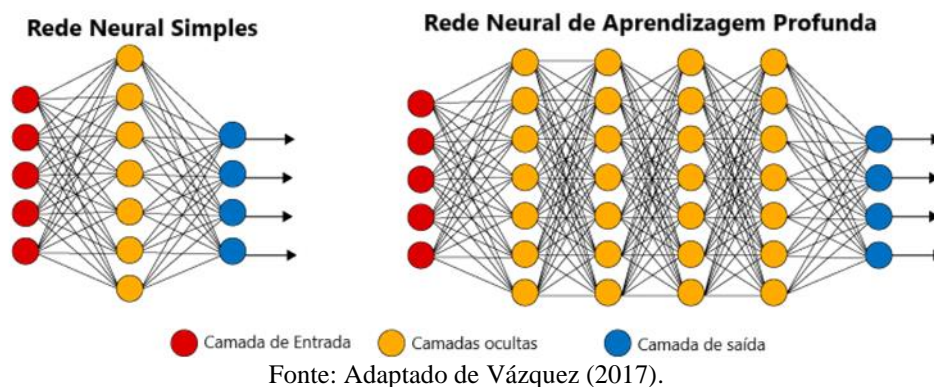 Rede Neural Simples
Rede Neural de Aprendizagem Profunda
Camada de Entrada
Camadas ocultas
Camada de saída
Fonte: Adaptado de Vázquez (2017).